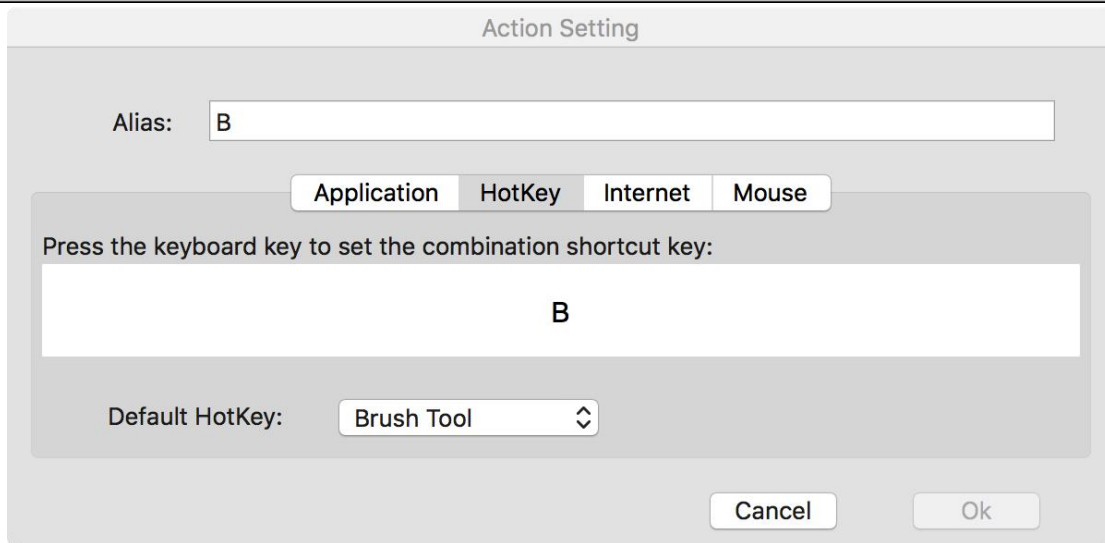 Action Setting
Alias: B
Application HotKey Internet Mouse
Press the keyboard key to set the combination shortcut key:
B
Default HotKey: Brush Tool
Cancel Ok